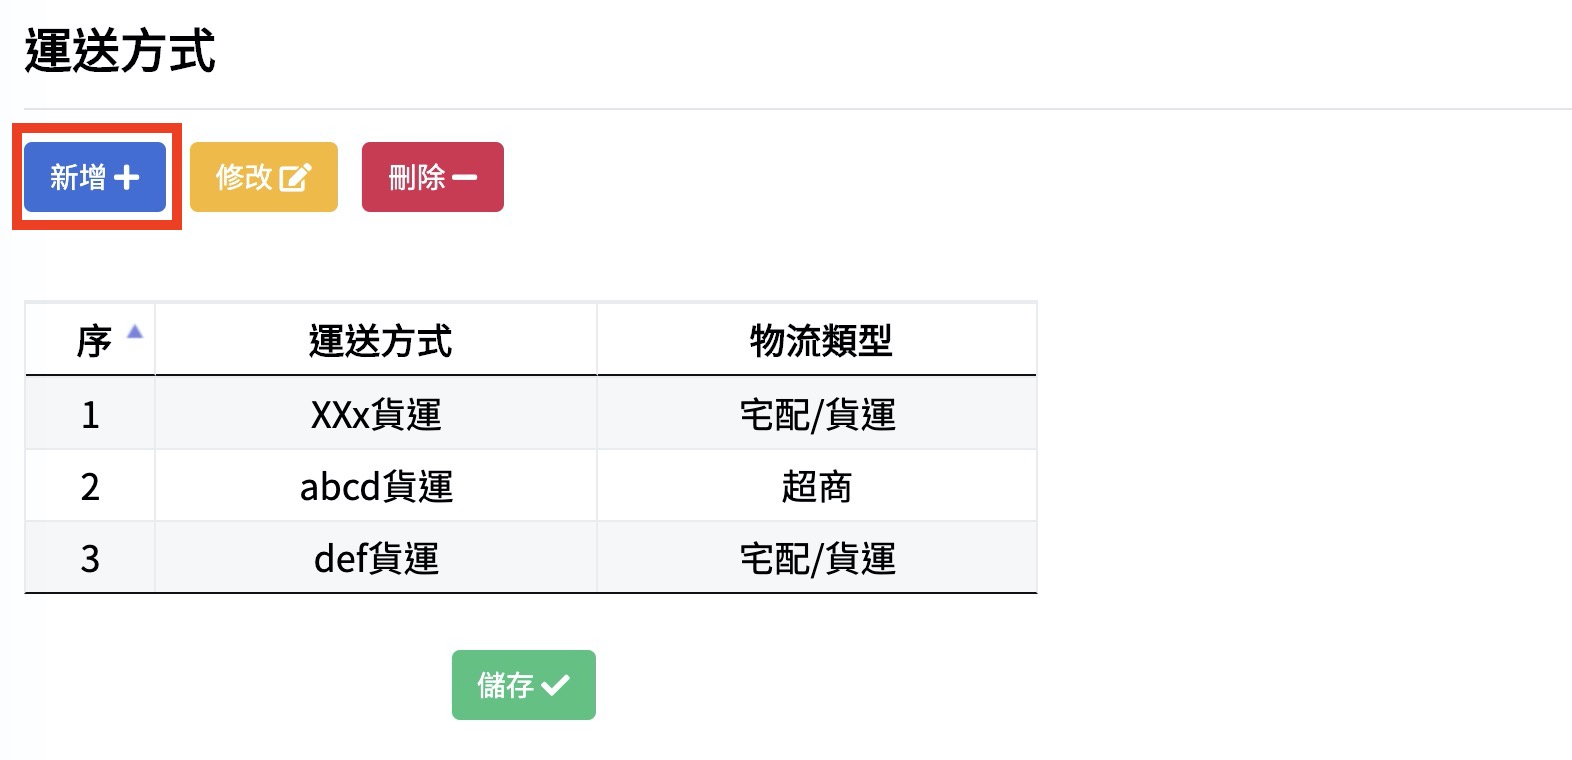 運送方式
新增 修改 刪除
序 運送方式 物流類型
1 XXx貨運 宅配/貨運
2 abcd貨運 超商
3 def貨運 宅配/貨運
儲存